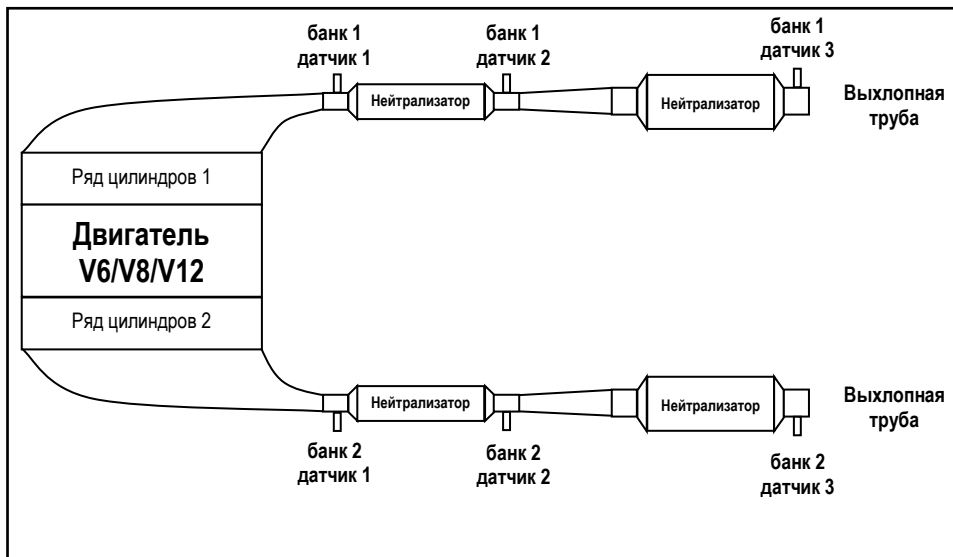 банк 1
датчик 1
банк 1
датчик 2
банк 1
датчик 3
Нейтрализатор
Нейтрализатор
Выхлопная
труба
Ряд цилиндров 1
Двигатель
V6/V8/V12
Ряд цилиндров 2
Нейтрализатор
Нейтрализатор
Выхлопная
труба
банк 2
датчик 1
банк 2
датчик 2
банк 2
датчик 3